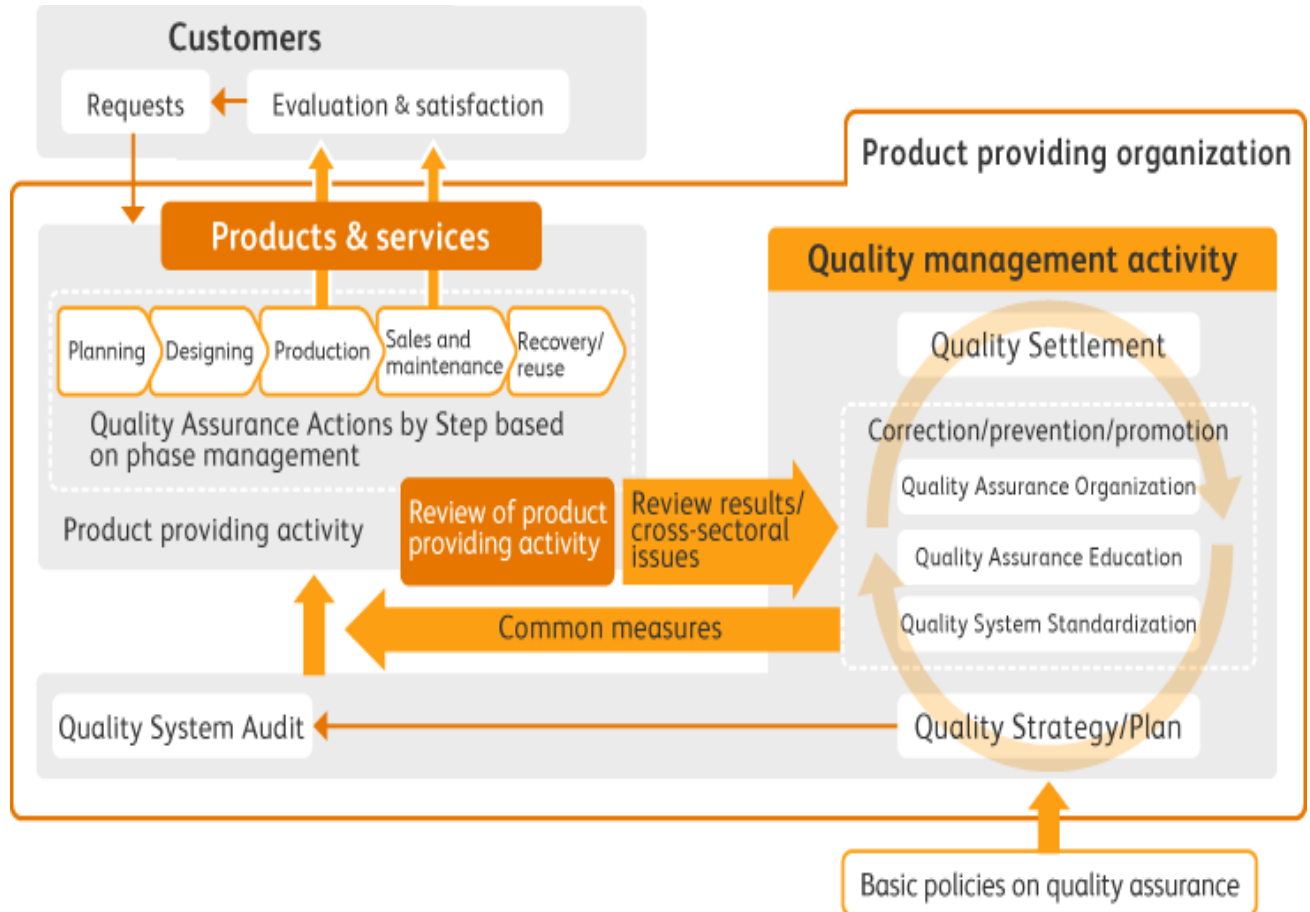 Customers
Requests
Evaluation & satisfaction
Product providing organization
Products & services
Quality management activity
Planning
Designing
Production
Sales and
maintenance
Recovery/
reuse
Quality Assurance Actions by Step based
on phase management
Product providing activity
Review of product
providing activity
Review results/
cross-sectoral
issues
Common measures
Quality Settlement
Correction/prevention/promotion
Quality Assurance Organization
Quality Assurance Education
Quality System Standardization
Quality System Audit
Quality Strategy/Plan
Basic policies on quality assurance